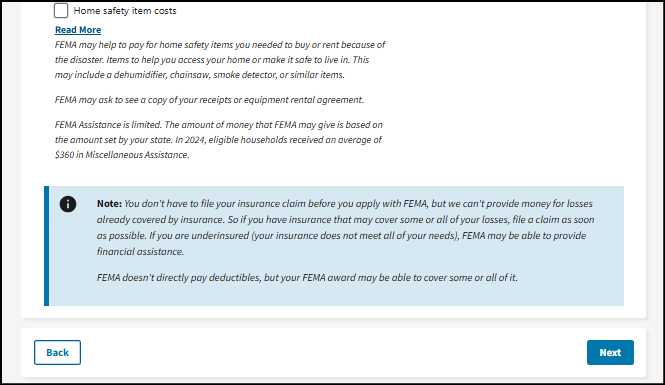 Home safety item costs
Read More
FEMA may help to pay for home safety items you needed to buy or rent because of
the disaster. Items to help you access your home or make it safe to live in. This
may include a dehumidifier, chainsaw, smoke detector, or similar items.
FEMA may ask to see a copy of your receipts or equipment rental agreement.
FEMA Assistance is limited. The amount of money that FEMA may give is based on
the amount set by your state. In 2024, eligible households received an average of
$360 in Miscellaneous Assistance.
Note: You don't have to file your insurance claim before you apply with FEMA, but we can't provide money for losses
already covered by insurance. So if you have insurance that may cover some or all of your losses, file a claim as soon
as possible. If you are underinsured (your insurance does not meet all of your needs), FEMA may be able to provide
financial assistance.
FEMA doesn't directly pay deductibles, but your FEMA award may be able to cover some or all of it.
Back
Next